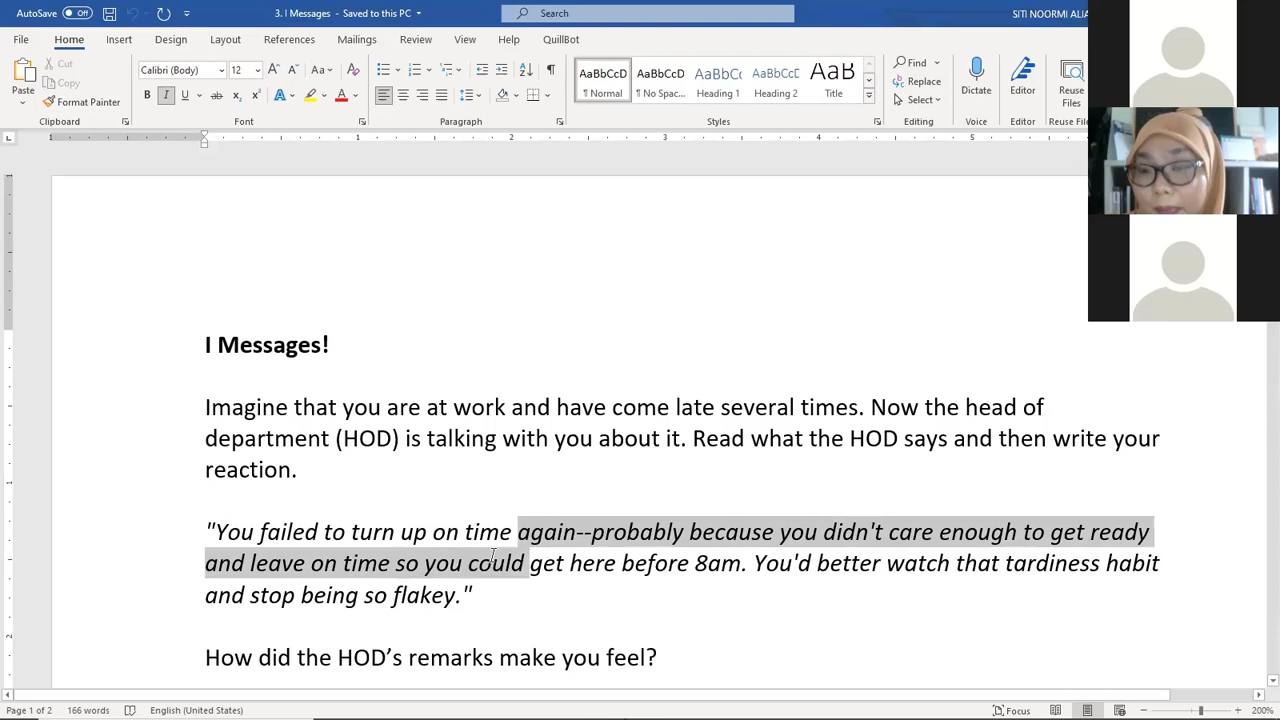 AutoSave Off 3. I Messages - Saved to this PC Search SITI NOORMI ALIA
File Home Insert Design Layout References Mailings Review View Help QuillBot
Paste Cut Copy Format Painter
Calibri (Body) 12
AaBbCcD AaBbCcD AaBbCc AaBbCcD AaB
¶ Normal ¶ No Spac... Heading 1 Heading 2 Title
Find Replace Select
Dictate Editor Reuse Files
Clipboard Font Paragraph Styles Editing Voice Editor Reuse Files
I Messages!
Imagine that you are at work and have come late several times. Now the head of
department (HOD) is talking with you about it. Read what the HOD says and then write your
reaction.
"You failed to turn up on time again--probably because you didn't care enough to get ready
and leave on time so you could get here before 8am. You'd better watch that tardiness habit
and stop being so flakey."
How did the HOD’s remarks make you feel?
Page 1 of 2 166 words English (United States) Focus 200%